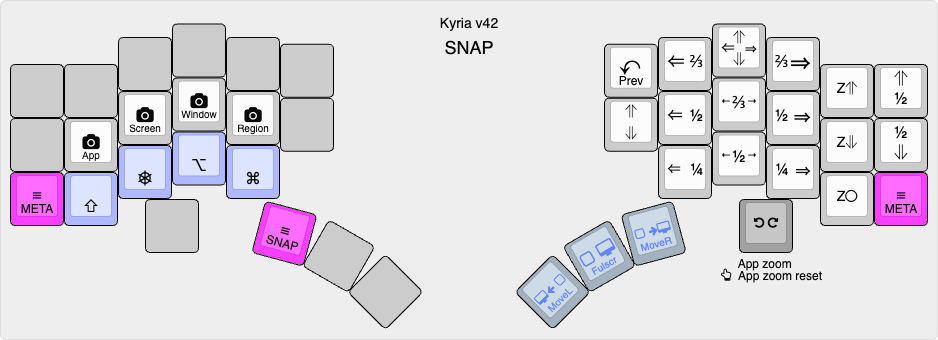 Kyria v42
SNAP
Prev
⇐ ⅔
⇑
⇐ ⇒
⇓
⅔ ⇒
Z⇑
⇑
½
Screen
Window
Region
App
⇑
⇓
⇐ ½
←⅔→
½ ⇒
Z⇓
½
⇓
≡
META
⇧
⎈
⌥
⌘
⇐ ¼
←½→
¼ ⇒
Z○
≡
META
≡
SNAP
MoveL
Fullscr
MoveR
App zoom
App zoom reset